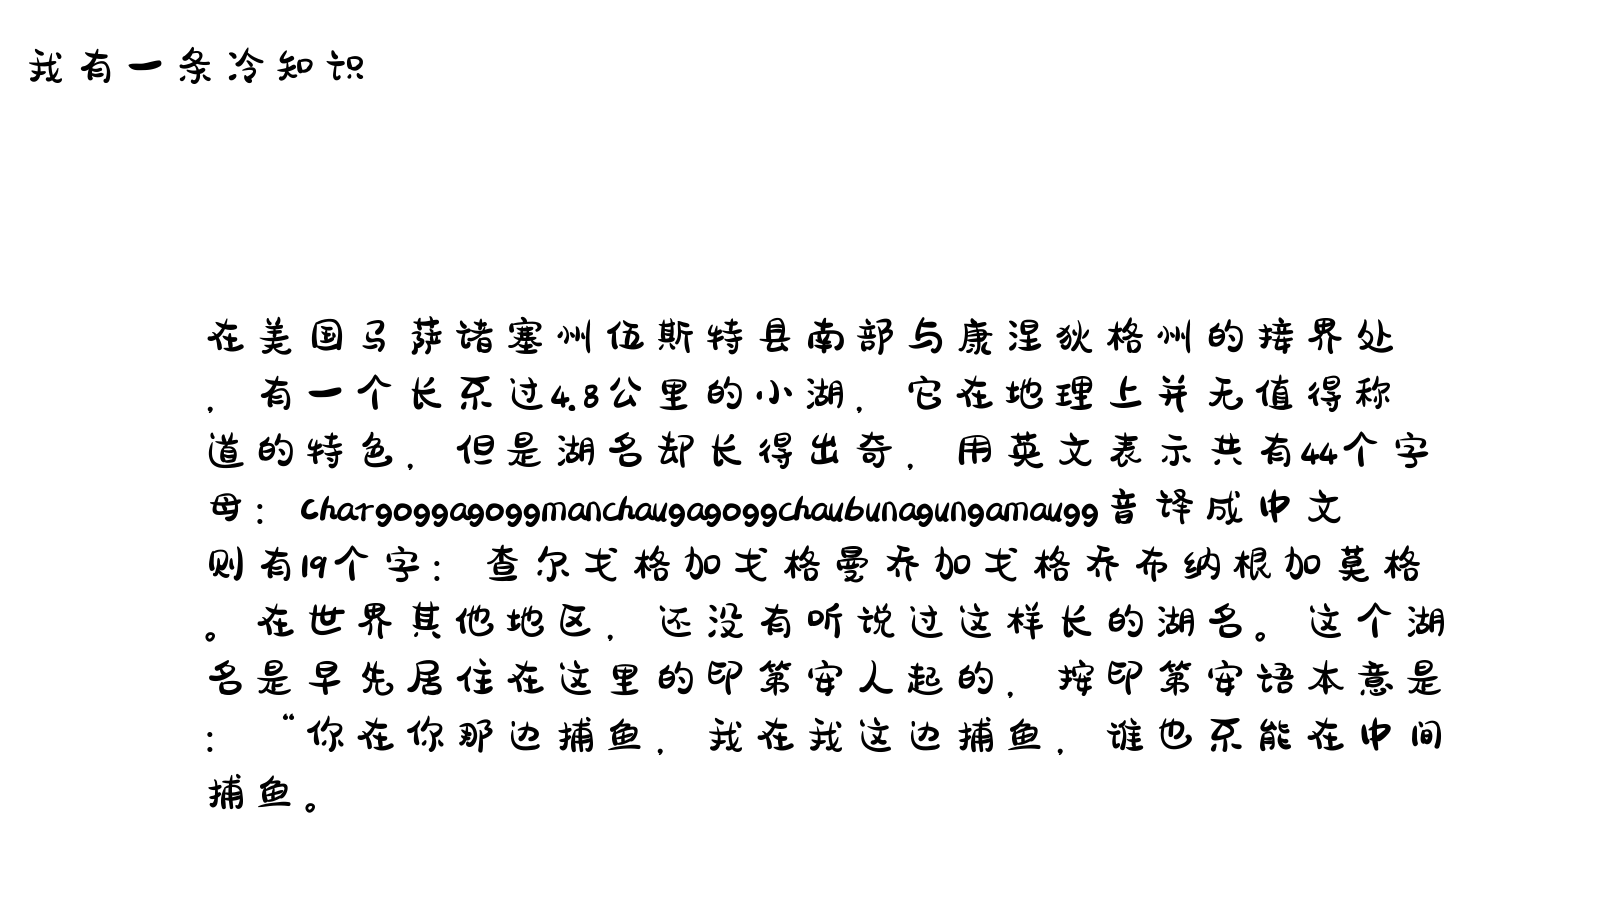 我有一条冷知识
在美国马萨诸塞州伍斯特县南部与康涅狄格州的接界处
，有一个长不过4.8公里的小湖，它在地理上并无值得称
道的特色，但是湖名却长得出奇，用英文表示共有44个字
母：Chargoggagoggmanchaugagoggchaubunagungamaugg音译成中文
则有19个字：查尔戈格加戈格曼乔加戈格乔布纳根加莫格
。在世界其他地区，还没有听说过这样长的湖名。这个湖
名是早先居住在这里的印第安人起的，按印第安语本意是
：“你在你那边捕鱼，我在我这边捕鱼，谁也不能在中间
捕鱼。